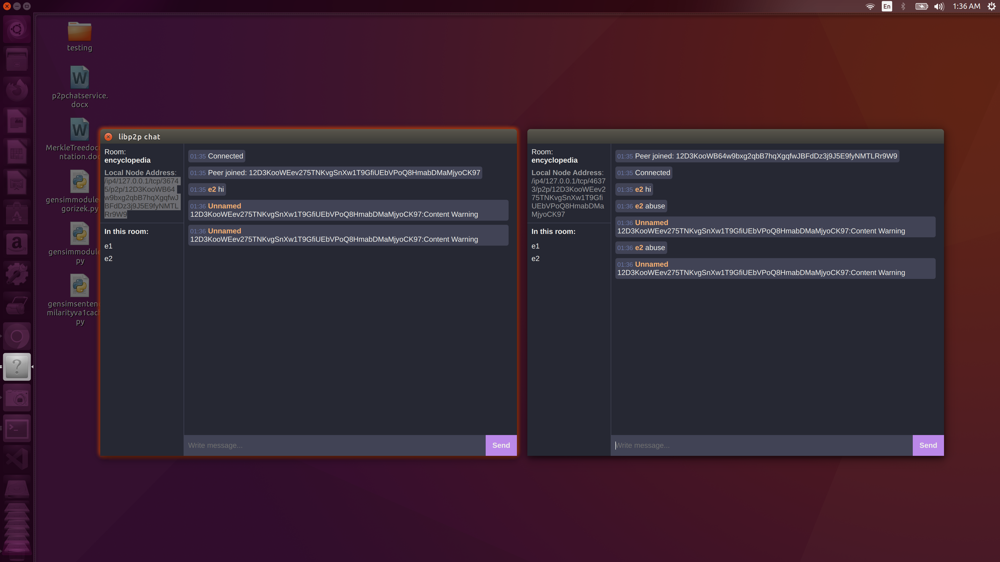 En
1:36 AM
testing
p2pchatservice.
docx
MerkleTreedocu
ntation.doc
gensimmodule
gorizek.py
gensimmodule
py
gensimsenten
milarityva1cach
py
libp2p chat
Room:
encyclopedia
Local Node Address:
/ip4/127.0.0.1/tcp/3674
5/p2p/12D3KooWB64
w9bxg2qbB7hqXgqfwJ
BFdDz3j9J5E9fyNMTL
Rr9W9
In this room:
e1
e2
01:35 Connected
01:35 Peer joined: 12D3KooWEev275TNKvgSnXw1T9GfiUEbVPoQ8HmabDMaMjyoCK97
01:35 e2 hi
01:36 Unnamed
12D3KooWEev275TNKvgSnXw1T9GfiUEbVPoQ8HmabDMaMjyoCK97:Content Warning
01:36 Unnamed
12D3KooWEev275TNKvgSnXw1T9GfiUEbVPoQ8HmabDMaMjyoCK97:Content Warning
Write message...
Send
Room:
encyclopedia
Local Node Address:
/ip4/127.0.0.1/tcp/4637
3/p2p/12D3KooWEev2
75TNKvgSnXw1T9Gfi
UEbVPoQ8HmabDMa
MjyoCK97
In this room:
e1
e2
01:35 Peer joined: 12D3KooWB64w9bxg2qbB7hqXgqfwJBFdDz3j9J5E9fyNMTLRr9W9
01:35 Connected
01:35 e2 hi
01:36 e2 abuse
01:36 Unnamed
12D3KooWEev275TNKvgSnXw1T9GfiUEbVPoQ8HmabDMaMjyoCK97:Content Warning
01:36 e2 abuse
01:36 Unnamed
12D3KooWEev275TNKvgSnXw1T9GfiUEbVPoQ8HmabDMaMjyoCK97:Content Warning
Write message...
Send